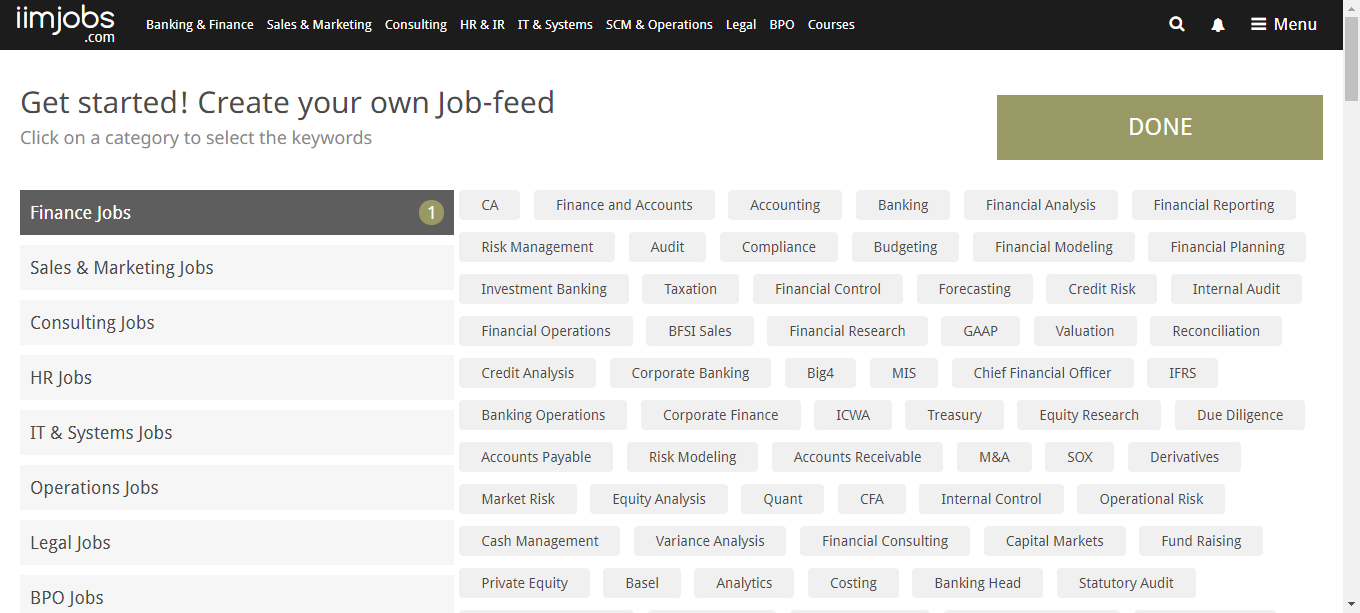 iimjobs
.com
Banking & Finance Sales & Marketing Consulting HR & IR IT & Systems SCM & Operations Legal BPO Courses
Menu
Get started! Create your own Job-feed
Click on a category to select the keywords
DONE
Finance Jobs 1
Sales & Marketing Jobs
Consulting Jobs
HR Jobs
IT & Systems Jobs
Operations Jobs
Legal Jobs
BPO Jobs
CA Finance and Accounts Accounting Banking Financial Analysis Financial Reporting
Risk Management Audit Compliance Budgeting Financial Modeling Financial Planning
Investment Banking Taxation Financial Control Forecasting Credit Risk Internal Audit
Financial Operations BFSI Sales Financial Research GAAP Valuation Reconciliation
Credit Analysis Corporate Banking Big4 MIS Chief Financial Officer IFRS
Banking Operations Corporate Finance ICWA Treasury Equity Research Due Diligence
Accounts Payable Risk Modeling Accounts Receivable M&A SOX Derivatives
Market Risk Equity Analysis Quant CFA Internal Control Operational Risk
Cash Management Variance Analysis Financial Consulting Capital Markets Fund Raising
Private Equity Basel Analytics Costing Banking Head Statutory Audit